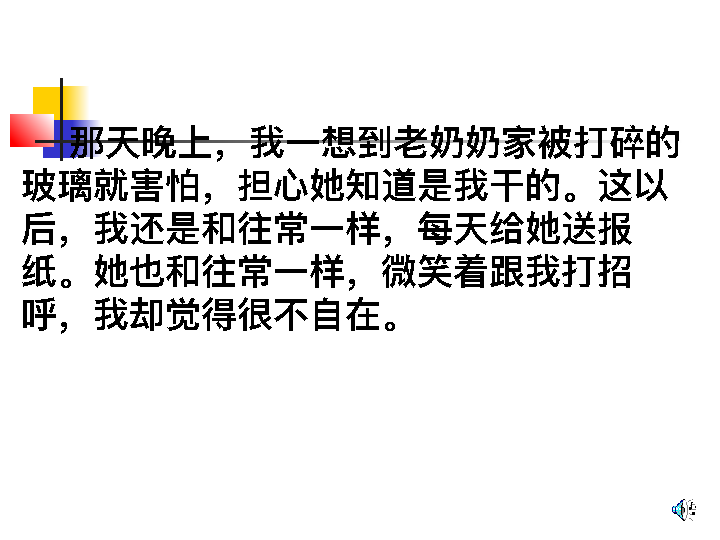 那天晚上，我一想到老奶奶家被打碎的
玻璃就害怕，担心她知道是我干的。这以
后，我还是和往常一样，每天给她送报
纸。她也和往常一样，微笑着跟我打招
呼，我却觉得很不自在。